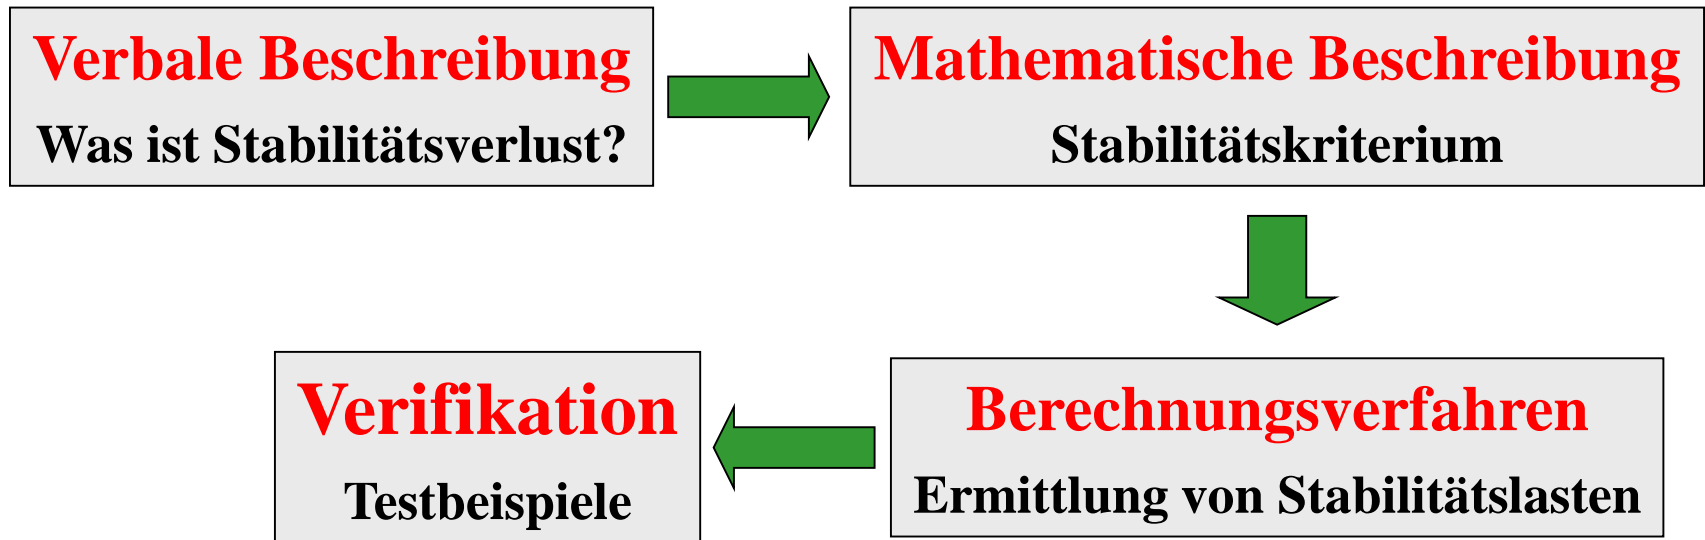 Verbale Beschreibung
Was ist Stabilitätsverlust?
Mathematische Beschreibung
Stabilitätskriterium
Berechnungsverfahren
Ermittlung von Stabilitätslasten
Verifikation
Testbeispiele